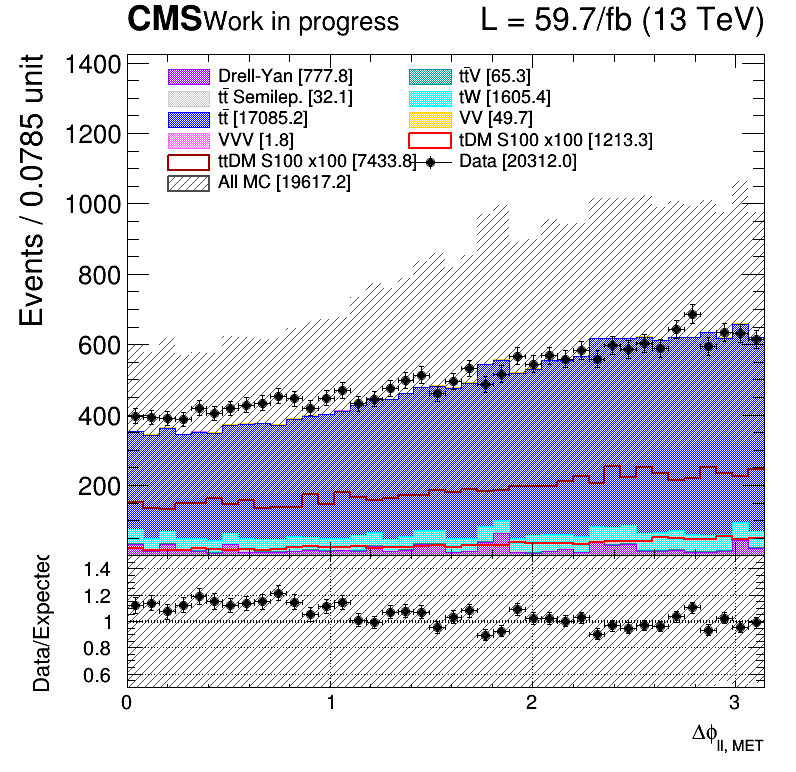 CMS Work in progress L = 59.7/fb (13 TeV)
Events / 0.0785 unit
1400
1200
1000
800
600
400
200
Drell-Yan [777.8] tt̄V [65.3]
tt̄ Semilep. [32.1] tW [1605.4]
tt̄ [17085.2] VV [49.7]
VVV [1.8] tDM S100 x100 [1213.3]
ttDM S100 x100 [7433.8] Data [20312.0]
All MC [19617.2]
Data/Expected
1.4
1.2
1
0.8
0.6
0 1 2 3
Δϕ ll, MET